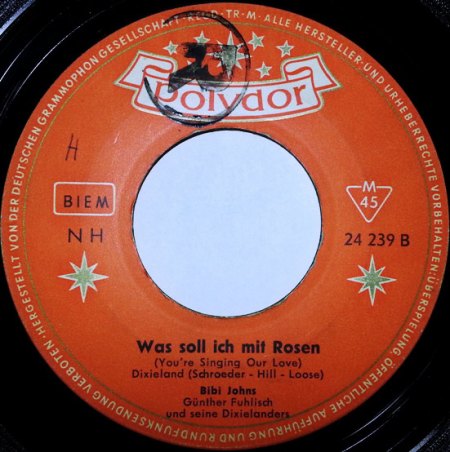 HERGESTELLT VON DER DEUTSCHEN GRAMMOPHON GESELLSCHAFT · TR-M · ALLE HERSTELLER- UND URHEBERRECHTE VORBEHALTEN · ÜBERSPIELUNG ÖFFENTLICHE AUFFÜHRUNG UND RUNDFUNKSENDUNG VERBOTEN ·
polydor
H
BIEM
M
45
NH
24 239 B
Was soll ich mit Rosen
(You're Singing Our Love)
Dixieland (Schroeder - Hill - Loose)
Bibi Johns
Günther Fuhlisch
und seine Dixielanders